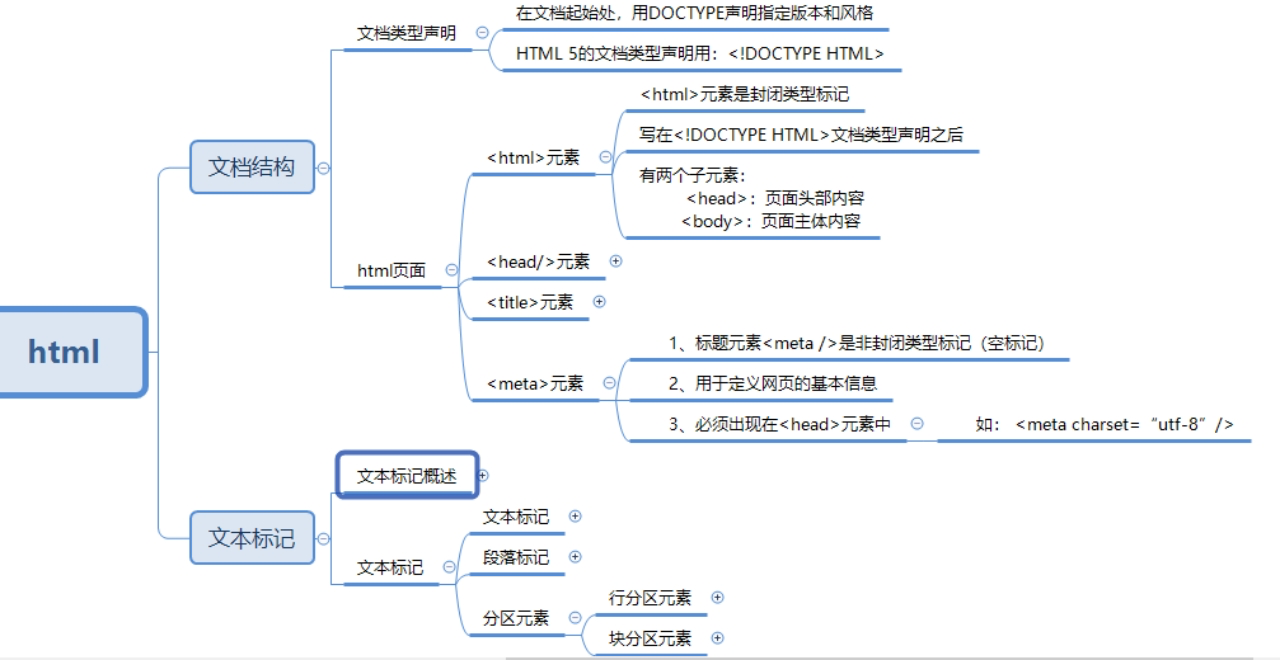 html
文档结构
文档类型声明
在文档起始处，用DOCTYPE声明指定版本和风格
HTML 5的文档类型声明用：<!DOCTYPE HTML>
html页面
<html>元素
<html>元素是封闭类型标记
写在<!DOCTYPE HTML>文档类型声明之后
有两个子元素：
<head>：页面头部内容
<body>：页面主体内容
<head/>元素
<title>元素
<meta>元素
1、标题元素<meta />是非封闭类型标记（空标记）
2、用于定义网页的基本信息
3、必须出现在<head>元素中
如： <meta charset=“utf-8” />
文本标记
文本标记概述
文本标记
文本标记
段落标记
分区元素
行分区元素
块分区元素